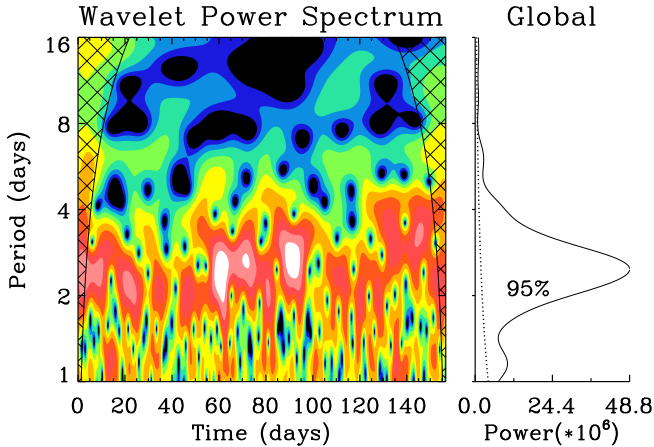 Wavelet Power Spectrum
Global
16
8
4
2
1
Period (days)
95%
0 20 40 60 80 100 120 140
Time (days)
0.0 24.4 48.8
Power(*10⁶)